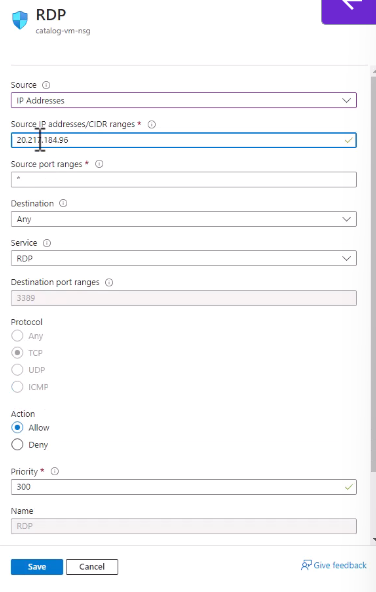 RDP
catalog-vm-nsg
Source
IP Addresses
Source IP addresses/CIDR ranges *
20.217.184.96
Source port ranges *
*
Destination
Any
Service
RDP
Destination port ranges
3389
Protocol
Any
TCP
UDP
ICMP
Action
Allow
Deny
Priority *
300
Name
RDP
Save Cancel Give feedback